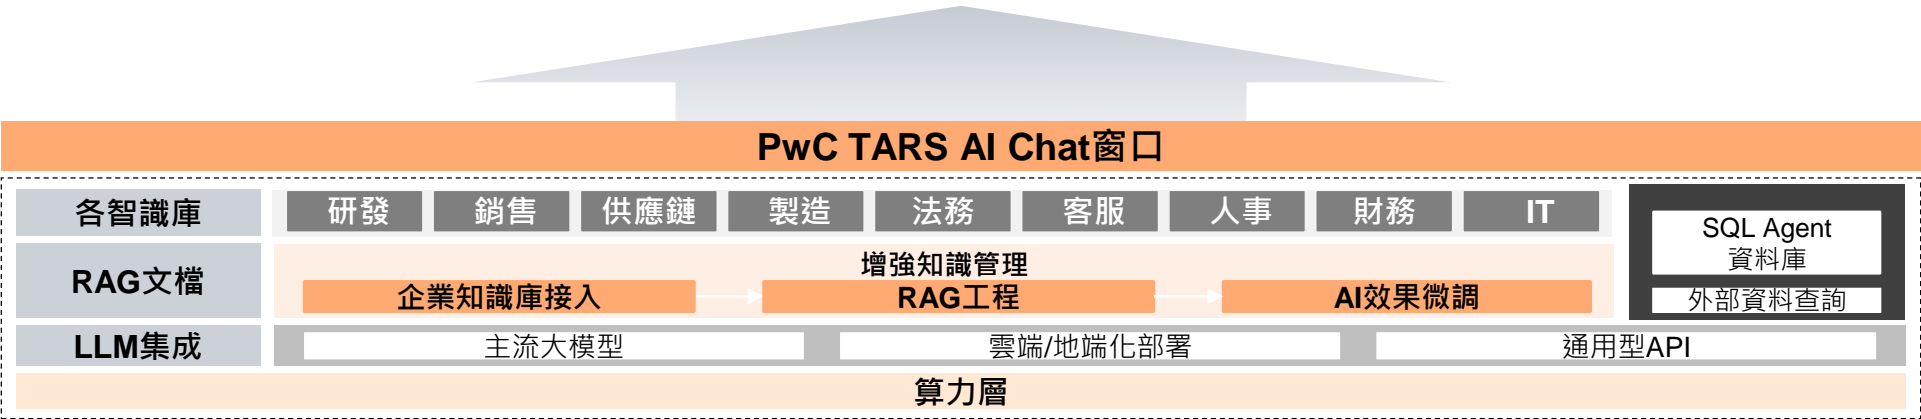 PwC TARS AI Chat窗口
各智識庫
研發
銷售
供應鏈
製造
法務
客服
人事
財務
IT
SQL Agent
資料庫
外部資料查詢
RAG文檔
增強知識管理
企業知識庫接入
RAG工程
AI效果微調
LLM集成
主流大模型
雲端/地端化部署
通用型API
算力層